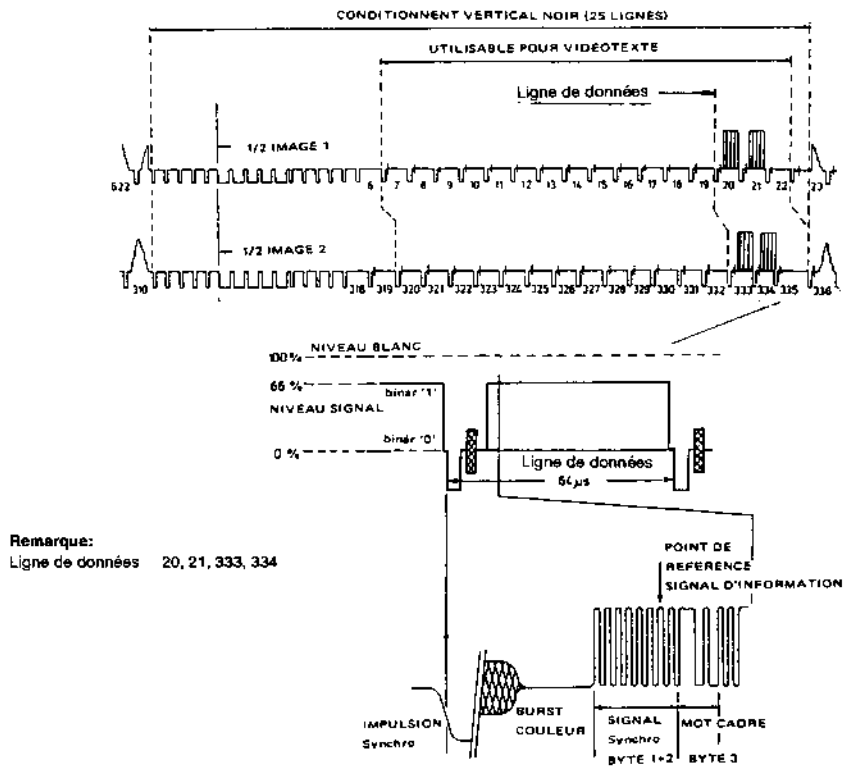 CONDITIONNENT VERTICAL NOIR (25 LIGNES)
UTILISABLE POUR VIDÉOTEXTE
Ligne de données
1/2 IMAGE 1
622 6 7 8 9 10 11 12 13 14 15 16 17 18 19 20 21 22 23
1/2 IMAGE 2
310 318 319 320 321 322 323 324 325 326 327 328 329 330 331 332 333 334 335 336
NIVEAU BLANC
100 %
66 %
binär '1'
NIVEAU SIGNAL
binär '0'
0 %
Ligne de données
64 µs
Remarque:
Ligne de données 20, 21, 333, 334
POINT DE
REFERENCE
SIGNAL D'INFORMATION
IMPULSION
Synchro
BURST
COULEUR
SIGNAL
Synchro
BYTE 1+2
MOT CADRE
BYTE 3